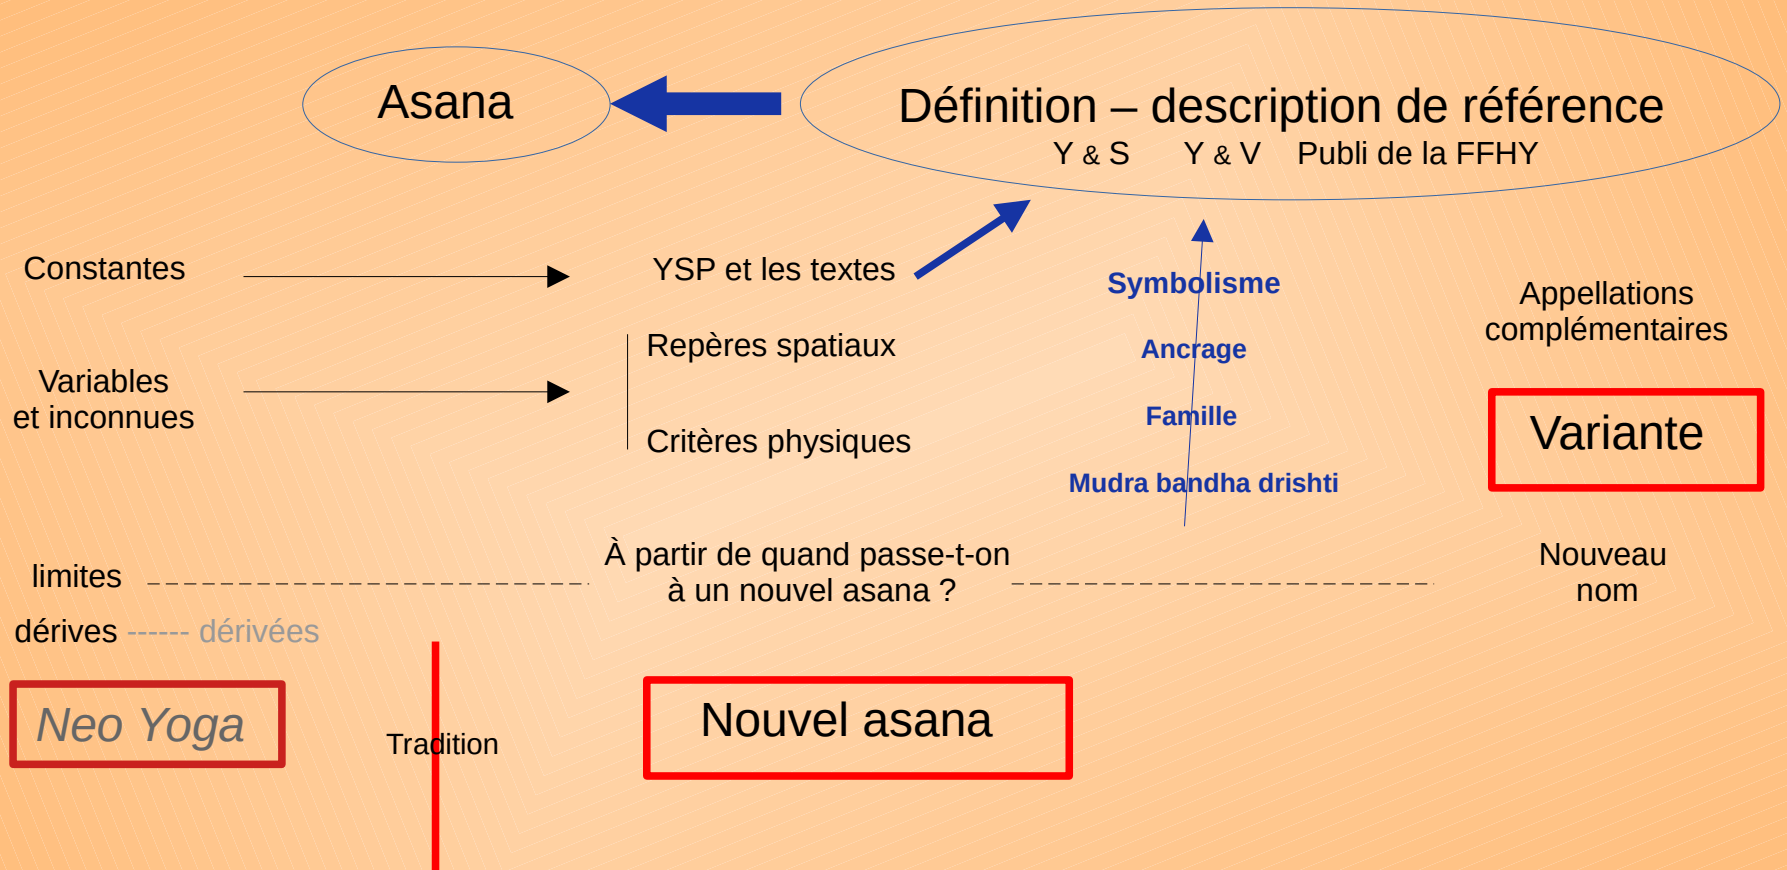 Asana
Définition – description de référence
Y & S Y & V Publi de la FFHY
Constantes
YSP et les textes
Symbolisme
Appellations
complémentaires
Repères spatiaux
Ancrage
Variables
et inconnues
Famille
Variante
Critères physiques
Mudra bandha drishti
limites
À partir de quand passe-t-on
à un nouvel asana ?
Nouveau
nom
dérives ------ dérivées
Neo Yoga
Tradition
Nouvel asana